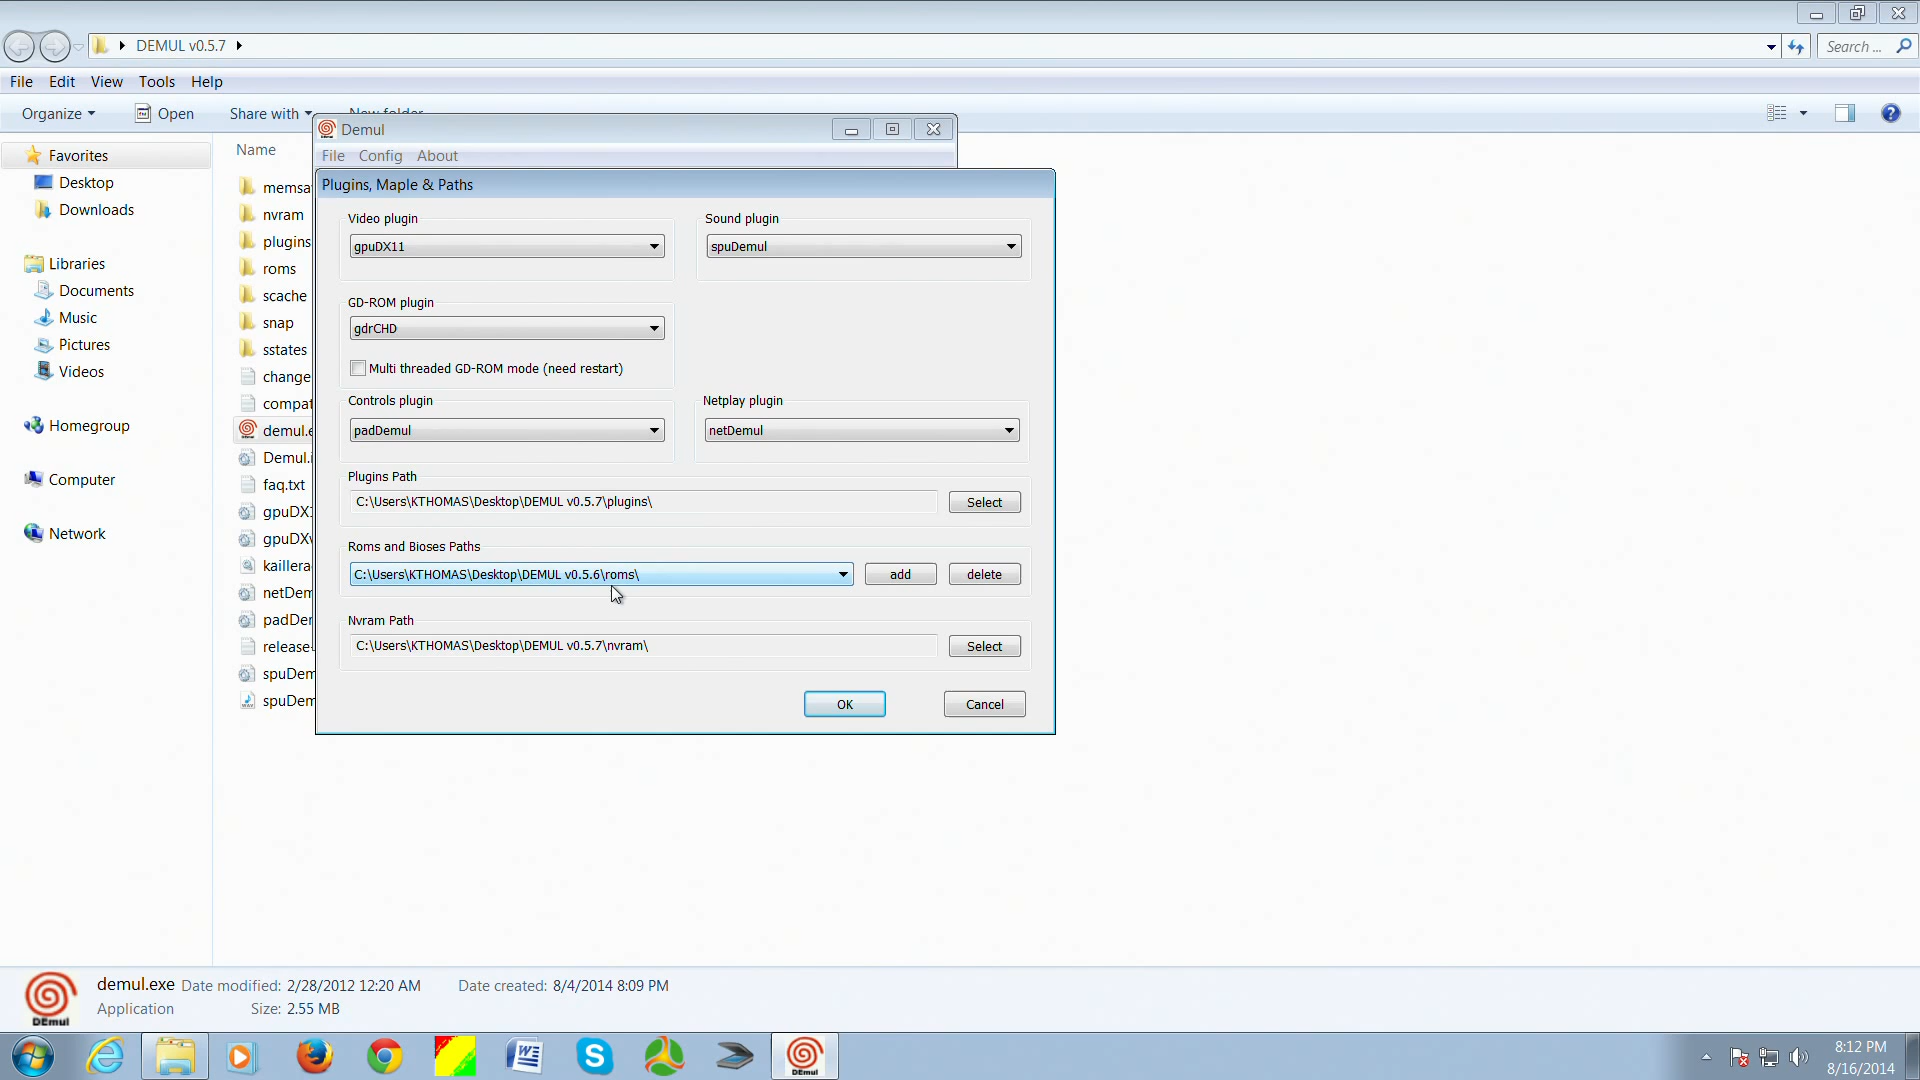 DEMUL v0.5.7
Search ...
File Edit View Tools Help
Organize Open Share with New folder
Demul
File Config About
Plugins, Maple & Paths
Name
Favorites
Desktop
Downloads
Libraries
Documents
Music
Pictures
Videos
Homegroup
Computer
Network
memsa
nvram
plugins
roms
scache
snap
sstates
change
compat
demul.e
Demul.i
faq.txt
gpuDX1
gpuDXv
kaillera
netDem
padDer
release-
spuDem
spuDem
Video plugin
gpuDX11
Sound plugin
spuDemul
GD-ROM plugin
gdrCHD
Multi threaded GD-ROM mode (need restart)
Controls plugin
padDemul
Netplay plugin
netDemul
Plugins Path
C:\Users\KTHOMAS\Desktop\DEMUL v0.5.7\plugins\
Select
Roms and Bioses Paths
C:\Users\KTHOMAS\Desktop\DEMUL v0.5.6\roms\
add
delete
Nvram Path
C:\Users\KTHOMAS\Desktop\DEMUL v0.5.7\nvram\
Select
OK
Cancel
DEmul
demul.exe Date modified: 2/28/2012 12:20 AM Date created: 8/4/2014 8:09 PM
Application Size: 2.55 MB
DEmul
8:12 PM
8/16/2014